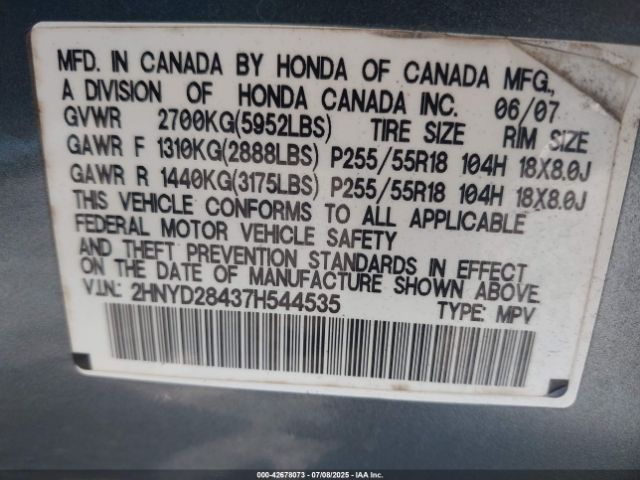 MFD. IN CANADA BY HONDA OF CANADA MFG.,
A DIVISION OF HONDA CANADA INC. 06/07
GVWR 2700KG(5952LBS) TIRE SIZE RIM SIZE
GAWR F 1310KG(2888LBS) P255/55R18 104H 18X8.0J
GAWR R 1440KG(3175LBS) P255/55R18 104H 18X8.0J
THIS VEHICLE CONFORMS TO ALL APPLICABLE
FEDERAL MOTOR VEHICLE SAFETY
AND THEFT PREVENTION STANDARDS IN EFFECT
ON THE DATE OF MANUFACTURE SHOWN ABOVE.
V.I.N.: 2HNYD28437H544535 TYPE: MPV
000-42678073 - 07/08/2025 - IAAI.COM